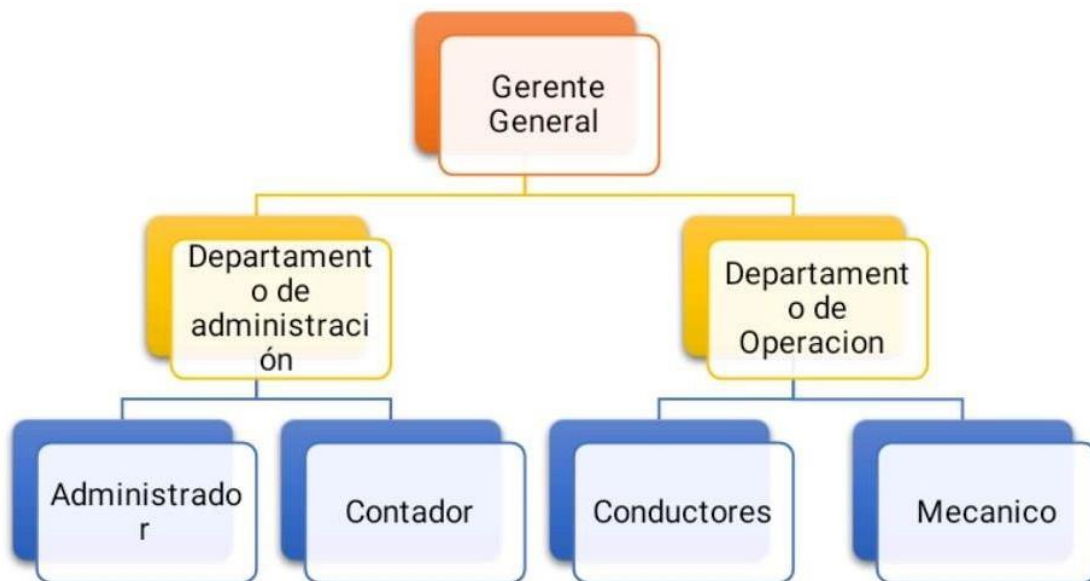 Gerente
General
Departament
o de
administraci
ón
Departament
o de
Operacion
Administrado
r
Contador
Conductores
Mecanico